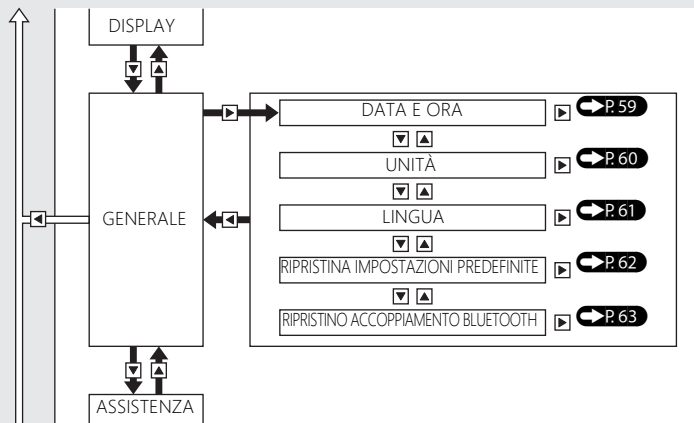 DISPLAY
GENERALE
DATA E ORA
P. 59
UNITÀ
P. 60
LINGUA
P. 61
RIPRISTINA IMPOSTAZIONI PREDEFINITE
P. 62
RIPRISTINO ACCOPPIAMENTO BLUETOOTH
P. 63
ASSISTENZA